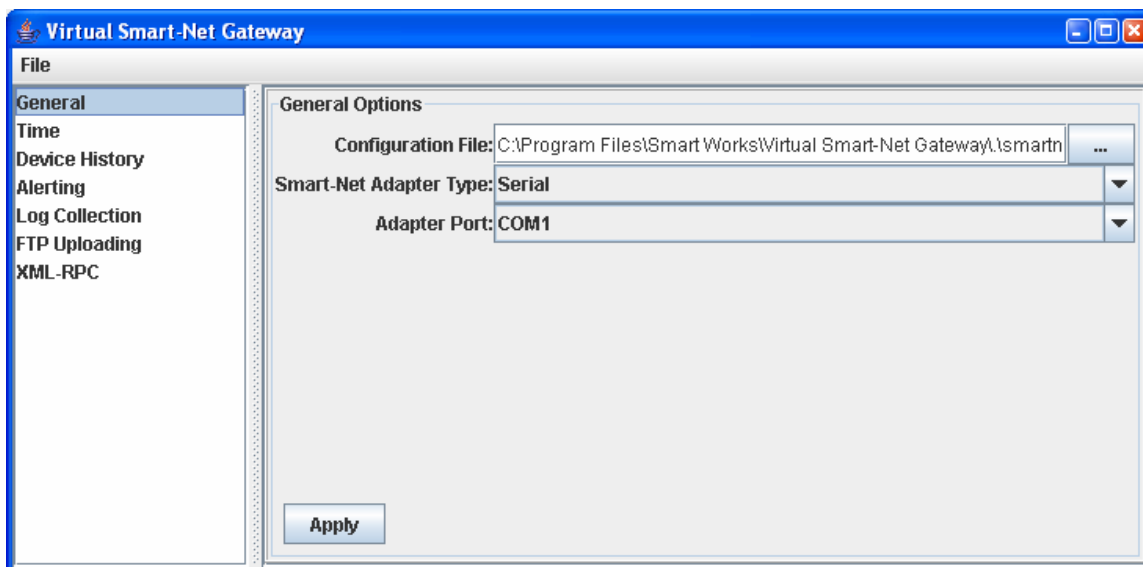 Virtual Smart-Net Gateway
File
General
Time
Device History
Alerting
Log Collection
FTP Uploading
XML-RPC
General Options
Configuration File: C:\Program Files\Smart Works\Virtual Smart-Net Gateway\.\smartn ...
Smart-Net Adapter Type: Serial
Adapter Port: COM1
Apply